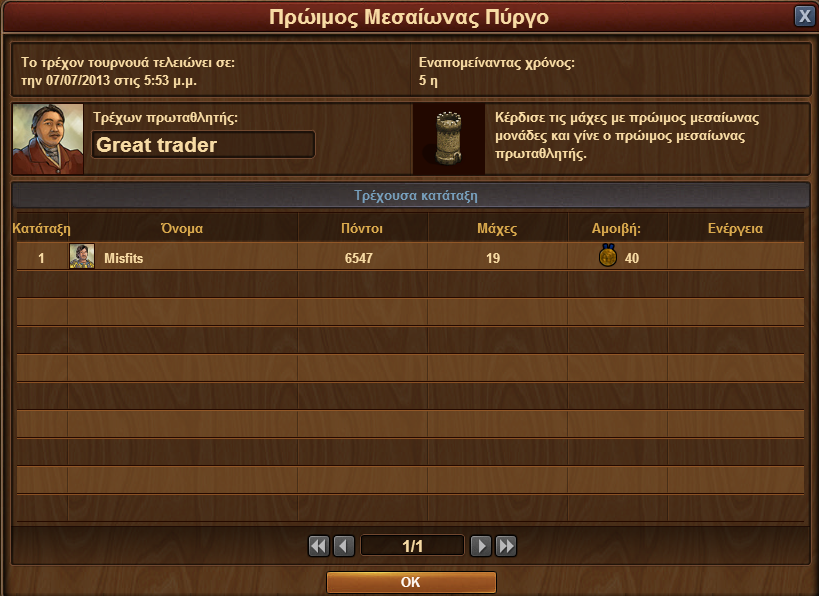 Πρώιμος Μεσαίωνας Πύργο
X
Το τρέχον τουρνουά τελειώνει σε:
την 07/07/2013 στις 5:53 μ.μ.
Εναπομείναντας χρόνος:
5 η
Τρέχων πρωταθλητής:
Great trader
Κέρδισε τις μάχες με πρώιμος μεσαίωνας
μονάδες και γίνε ο πρώιμος μεσαίωνας
πρωταθλητής.
Τρέχουσα κατάταξη
Κατάταξη Όνομα Πόντοι Μάχες Αμοιβή: Ενέργεια
1 Misfits 6547 19 40
1/1
OK